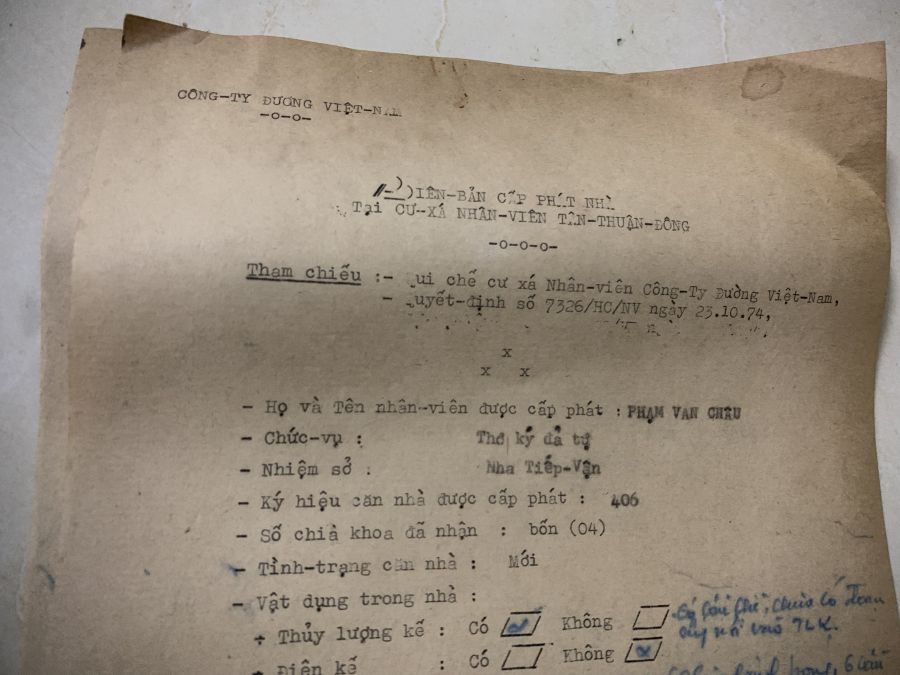 CÔNG-TY ĐƯỜNG VIỆT-NAM
-o-o-
IÊN-BẢN CẤP PHÁT NHÀ
TẠI CƯ-XÁ NHÂN-VIÊN TÂN-THUẬN-ĐÔNG
-o-o-o-
Tham chiếu :- ui chế cư xá Nhân-viên Công-Ty Đường Việt-Nam,
- uyết-định số 7326/HC/NV ngày 23.10.74,
x
x x
- Họ và Tên nhân-viên được cấp phát : PHẠM VAN CHÂU
- Chức-vụ : Thơ ký đả tự
- Nhiệm sở : Nha Tiếp-Vận
- Ký hiệu căn nhà được cấp phát : 406
- Số chià khoa đã nhận : bốn (04)
- Tình-trạng căn nhà : Mới
- Vật dụng trong nhà :
+ Thủy lượng kế : Có Không
+ Điện kế : Có Không